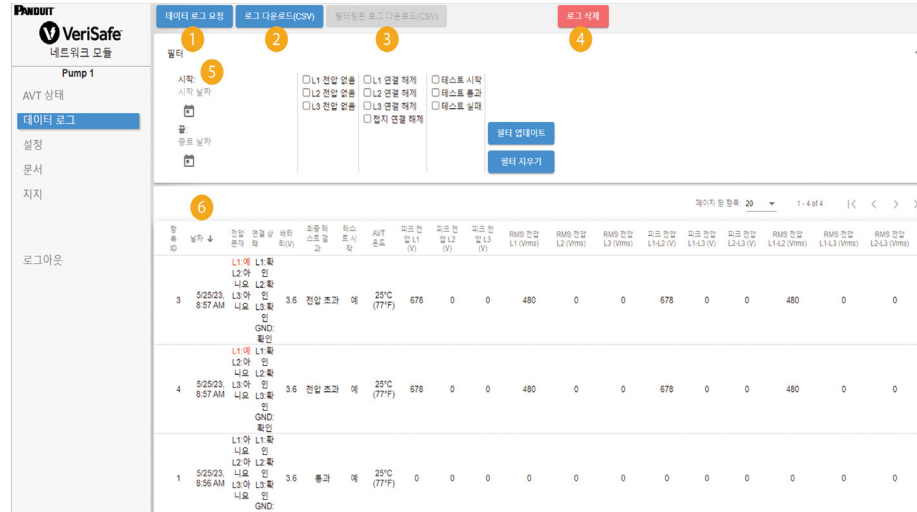 PANDUIT
VeriSafe
네트워크 모듈
Pump 1
AVT 상태
데이터 로그
설정
문서
지지
로그아웃
데이터 로그 요청
로그 다운로드(CSV)
필터링된 로그 다운로드(CSV)
로그 삭제
1
2
3
4
필터
5
시작:
시작 날짜
끝:
종료 날짜
L1 전압 없음
L2 전압 없음
L3 전압 없음
L1 연결 해제
L2 연결 해제
L3 연결 해제
접지 연결 해제
테스트 시작
테스트 통과
테스트 실패
필터 업데이트
필터 지우기
6
페이지 당 항목: 20 1 - 4 of 4
항목 ID
날짜
전압 존재
연결 상태
배터리(V)
최종 테스트 결과
테스트 시작
AVT 온도
피크 전압 L1 (V)
피크 전압 L2 (V)
피크 전압 L3 (V)
RMS 전압 L1 (Vrms)
RMS 전압 L2 (Vrms)
RMS 전압 L3 (Vrms)
피크 전압 L1-L2 (V)
피크 전압 L1-L3 (V)
피크 전압 L2-L3 (V)
RMS 전압 L1-L2 (Vrms)
RMS 전압 L1-L3 (Vrms)
RMS 전압 L2-L3 (Vrms)
3
5/25/23, 8:57 AM
L1:예 L2:아니요 L3:아니요
L1:확인 L2:확인 L3:확인 GND:확인
3.6 전압 초과 예 25°C (77°F) 678 0 0 480 0 0 678 0 0 480 0 0
4
5/25/23, 8:57 AM
L1:예 L2:아니요 L3:아니요
L1:확인 L2:확인 L3:확인 GND:확인
3.6 전압 초과 예 25°C (77°F) 678 0 0 480 0 0 678 0 0 480 0 0
1
5/25/23, 8:56 AM
L1:아니요 L2:아니요 L3:아니요
L1:확인 L2:확인 L3:확인 GND:
3.6 통과 예 25°C (77°F) 0 0 0 0 0 0 0 0 0 0 0 0